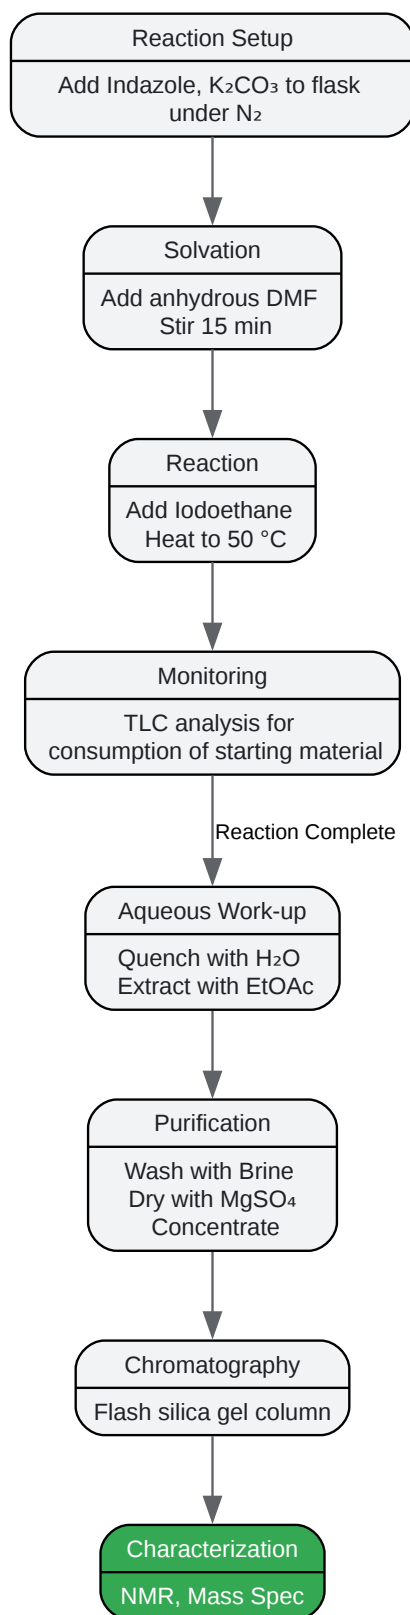 Reaction Setup
Add Indazole, K₂CO₃ to flask
under N₂
Solvation
Add anhydrous DMF
Stir 15 min
Reaction
Add Iodoethane
Heat to 50 °C
Monitoring
TLC analysis for
consumption of starting material
Reaction Complete
Aqueous Work-up
Quench with H₂O
Extract with EtOAc
Purification
Wash with Brine
Dry with MgSO₄
Concentrate
Chromatography
Flash silica gel column
Characterization
NMR, Mass Spec